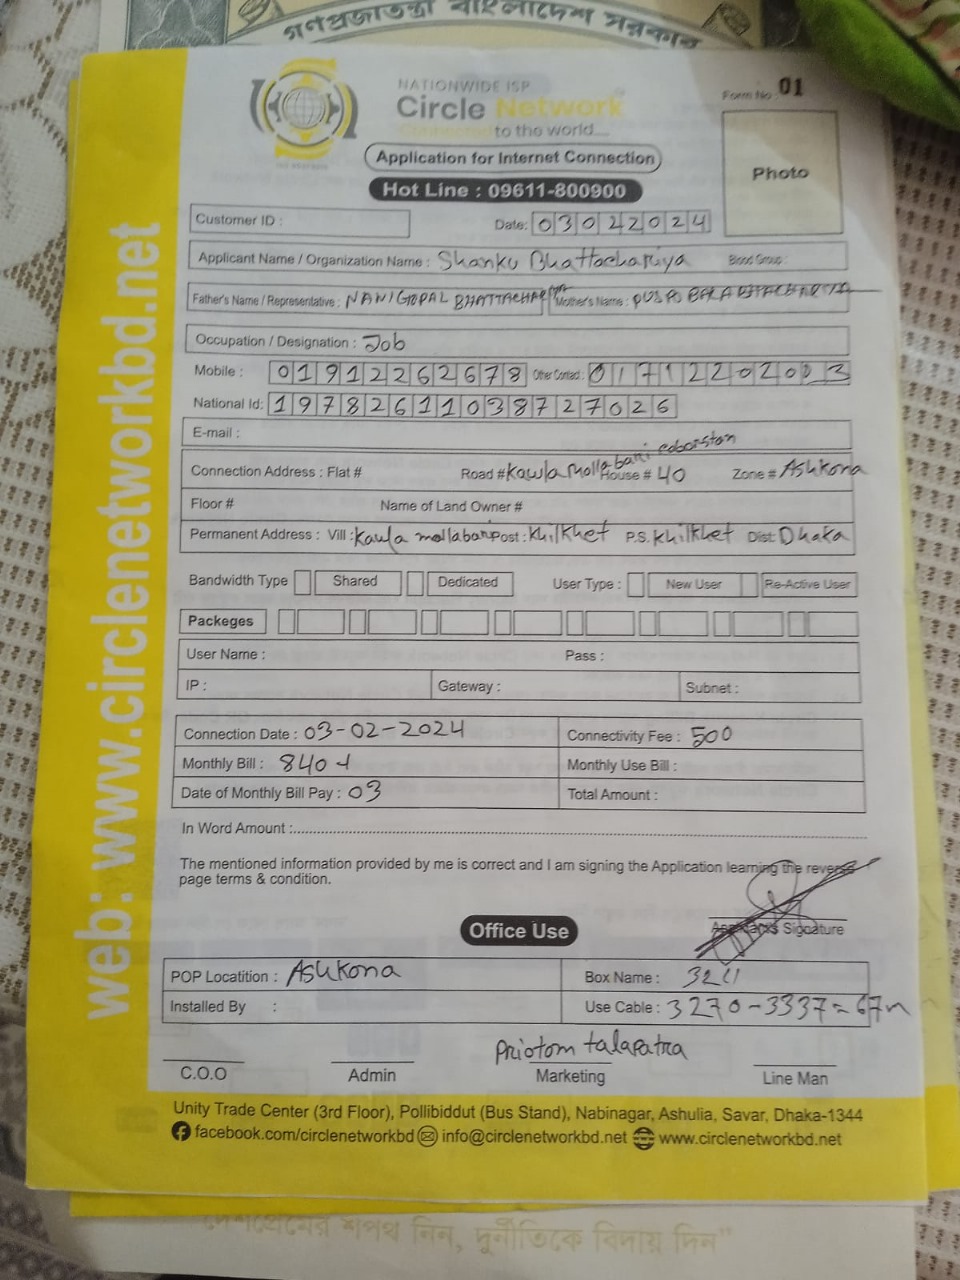 গণপ্রজাতন্ত্রী বাংলাদেশ সরকার
NATIONWIDE ISP
Circle Network
Connected to the world....
Form No : 01
Photo
Application for Internet Connection
Hot Line : 09611-800900
Customer ID :
Date: 03022024
Applicant Name / Organization Name : Shanku Bhattachariya Blood Group :
Father's Name / Representative : NANIGOPAL BHATTACHARYA Mother's Name :
Occupation / Designation : Job
Mobile : 01912262678 Other Contact : 01712202003
National Id: 19782611038727026
E-mail :
Connection Address : Flat # Road # Kawla Mollabari House # 40 Zone # Ashkona
Floor # Name of Land Owner #
Permanent Address : Vill : Kaula mollabari Post : Khilkhet P.S. Khilkhet Dist: Dhaka
Bandwidth Type Shared Dedicated User Type : New User Re-Active User
Packeges
User Name : Pass :
IP : Gateway : Subnet :
Connection Date : 03-02-2024 Connectivity Fee : 500
Monthly Bill : 840 Monthly Use Bill :
Date of Monthly Bill Pay : 03 Total Amount :
In Word Amount :
The mentioned information provided by me is correct and I am signing the Application learning the reverse
page terms & condition.
Applicants Signature
Office Use
POP Locatition : Ashkona Box Name :
Installed By : Use Cable : 3270-3337=67m
Priotom talapatra
C.O.O Admin Marketing Line Man
Unity Trade Center (3rd Floor), Pollibiddut (Bus Stand), Nabinagar, Ashulia, Savar, Dhaka-1344
facebook.com/circlenetworkbd info@circlenetworkbd.net www.circlenetworkbd.net
web: www.circlenetworkbd.net
দেশপ্রেমের শপথ নিন, দুর্নীতিকে বিদায় দিন"